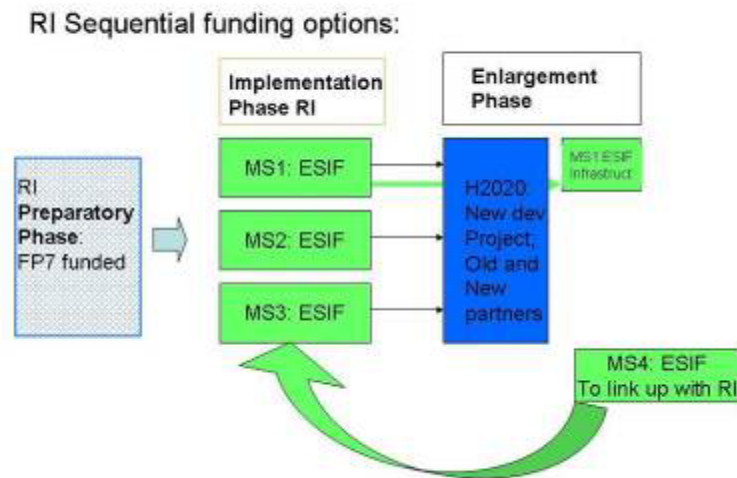 RI Sequential funding options:
Implementation
Phase RI
Enlargement
Phase
RI
Preparatory
Phase:
FP7 funded
MS1: ESIF
MS2: ESIF
MS3: ESIF
H2020:
New dev
Project;
Old and
New
partners
MS1:ESIF
Infrastruct
MS4: ESIF
To link up with RI